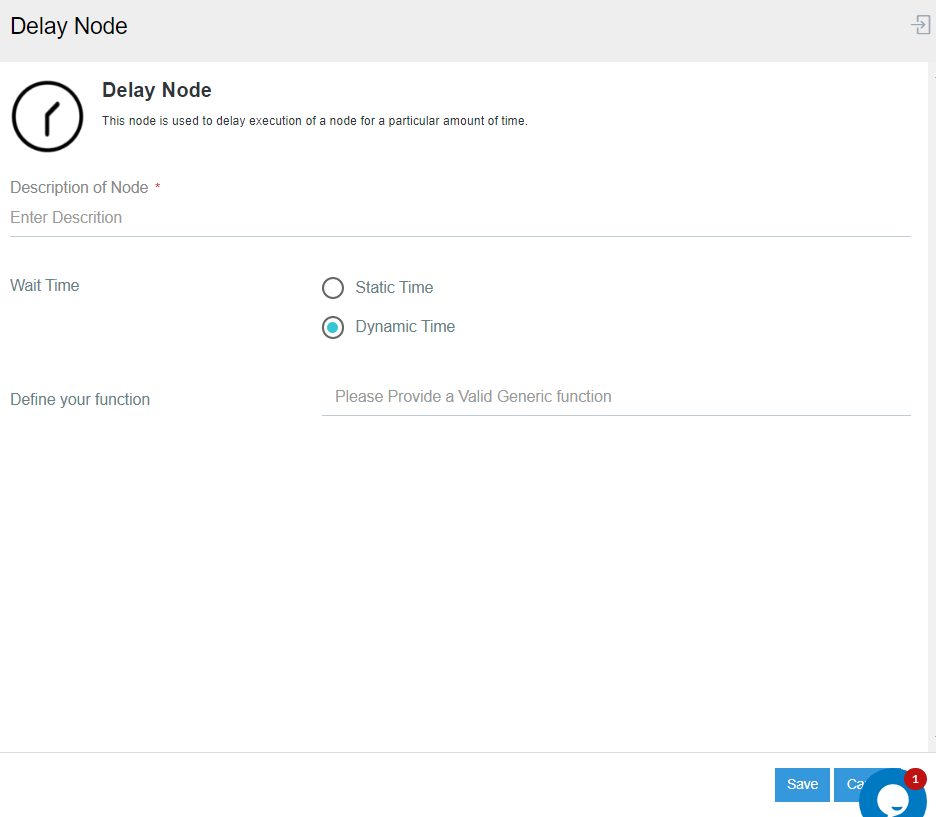 Delay Node
Delay Node
This node is used to delay execution of a node for a particular amount of time.
Description of Node *
Enter Descrition
Wait Time
Static Time
Dynamic Time
Define your function
Please Provide a Valid Generic function
Save
Ca
1